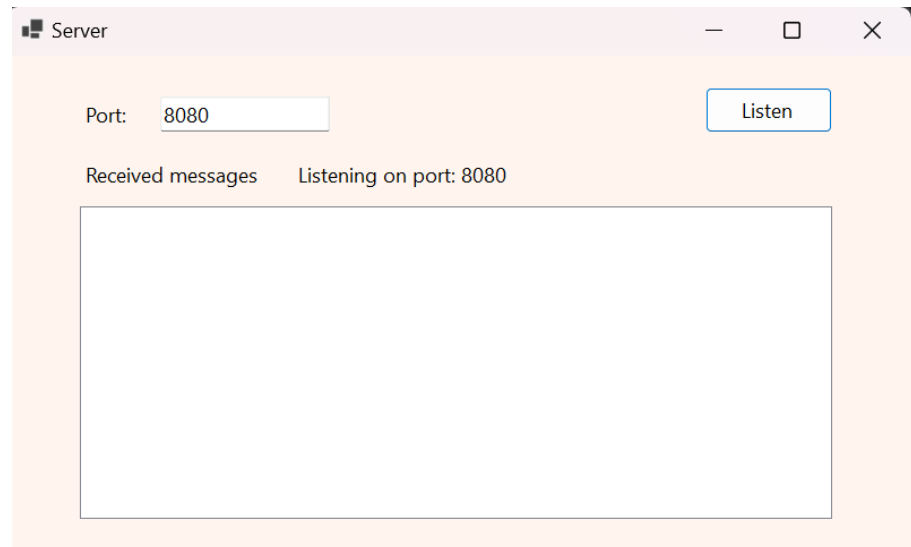 Server
Port: 8080 Listen
Received messages Listening on port: 8080